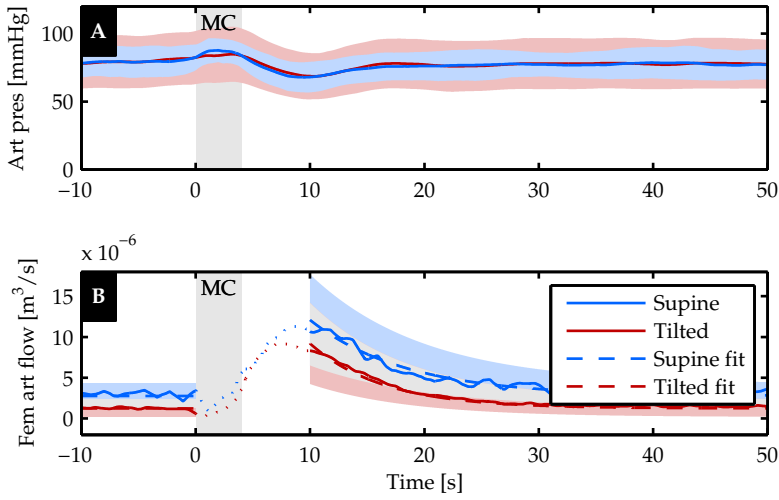 A
MC
Art pres [mmHg]
100
50
0
−10 0 10 20 30 40 50
x 10−6
B
MC
Fem art flow [m3/s]
15
10
5
0
Supine
Tilted
Supine fit
Tilted fit
−10 0 10 20 30 40 50
Time [s]